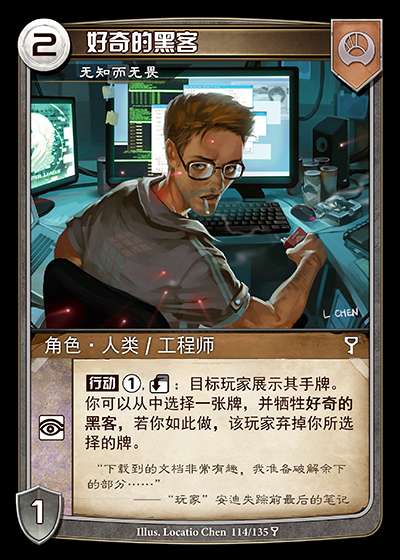 2
好奇的黑客
无知而无畏
L CHEN
角色·人类 / 工程师
行动 ①, : 目标玩家展示其手牌。
你可以从中选择一张牌，并牺牲好奇的
黑客，若你如此做，该玩家弃掉你所选
择的牌。
“下载到的文档非常有趣，我准备破解余下
的部分……”
—— “玩家”安迪失踪前最后的笔记
1
Illus. Locatio Chen 114/135